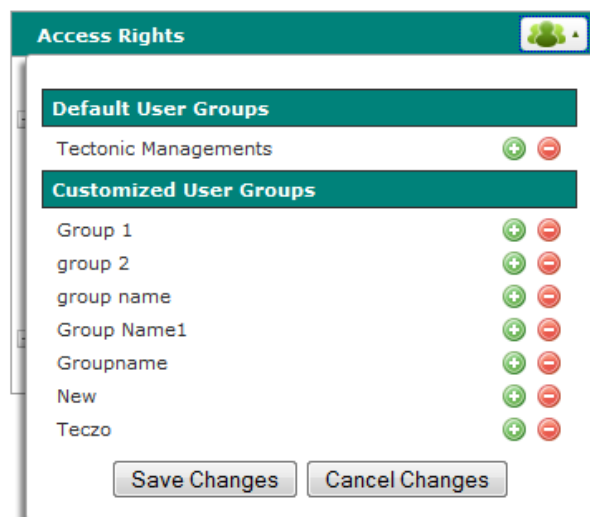 Access Rights
Default User Groups
Tectonic Managements
Customized User Groups
Group 1
group 2
group name
Group Name1
Groupname
New
Teczo
Save Changes Cancel Changes